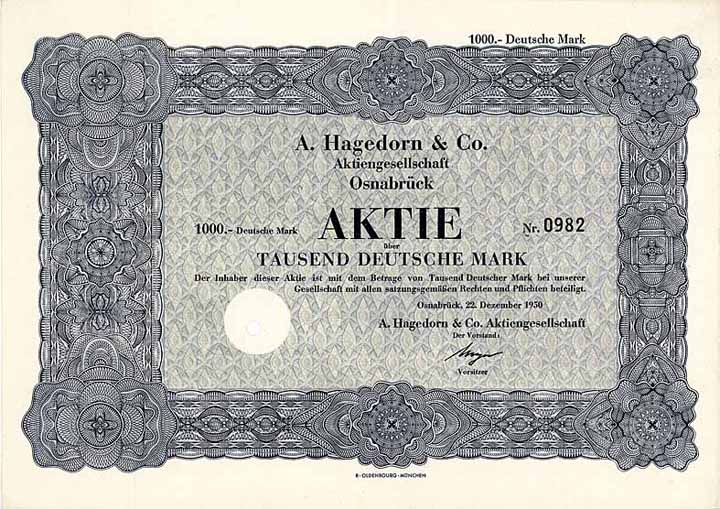 1000.- Deutsche Mark
A. Hagedorn & Co.
Aktiengesellschaft
Osnabrück
1000.- Deutsche Mark AKTIE Nr. 0982
über
TAUSEND DEUTSCHE MARK
Der Inhaber dieser Aktie ist mit dem Betrage von Tausend Deutscher Mark bei unserer
Gesellschaft mit allen satzungsgemäßen Rechten und Pflichten beteiligt.
Osnabrück, 22. Dezember 1950
A. Hagedorn & Co. Aktiengesellschaft
Der Vorstand:
Vorsitzer
R·OLDENBOURG·MÜNCHEN